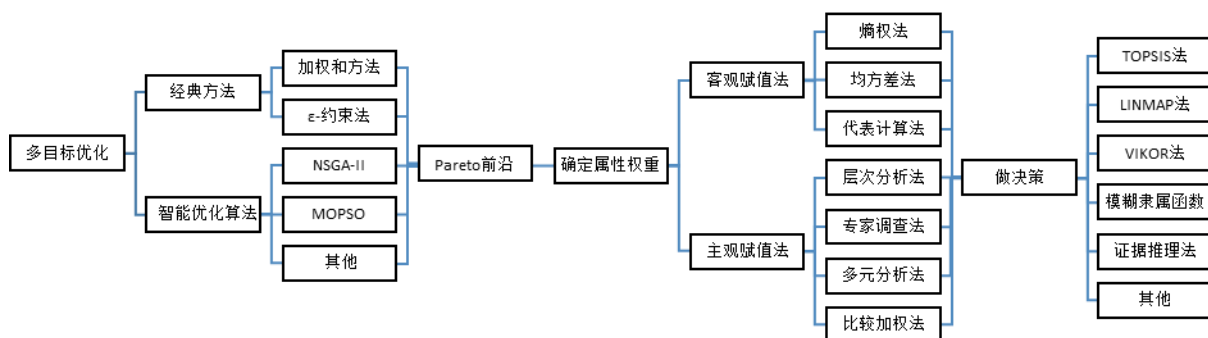 多目标优化
经典方法
智能优化算法
加权和方法
ε-约束法
NSGA-II
MOPSO
其他
Pareto前沿
确定属性权重
客观赋值法
主观赋值法
熵权法
均方差法
代表计算法
层次分析法
专家调查法
多元分析法
比较加权法
做决策
TOPSIS法
LINMAP法
VIKOR法
模糊隶属函数
证据推理法
其他